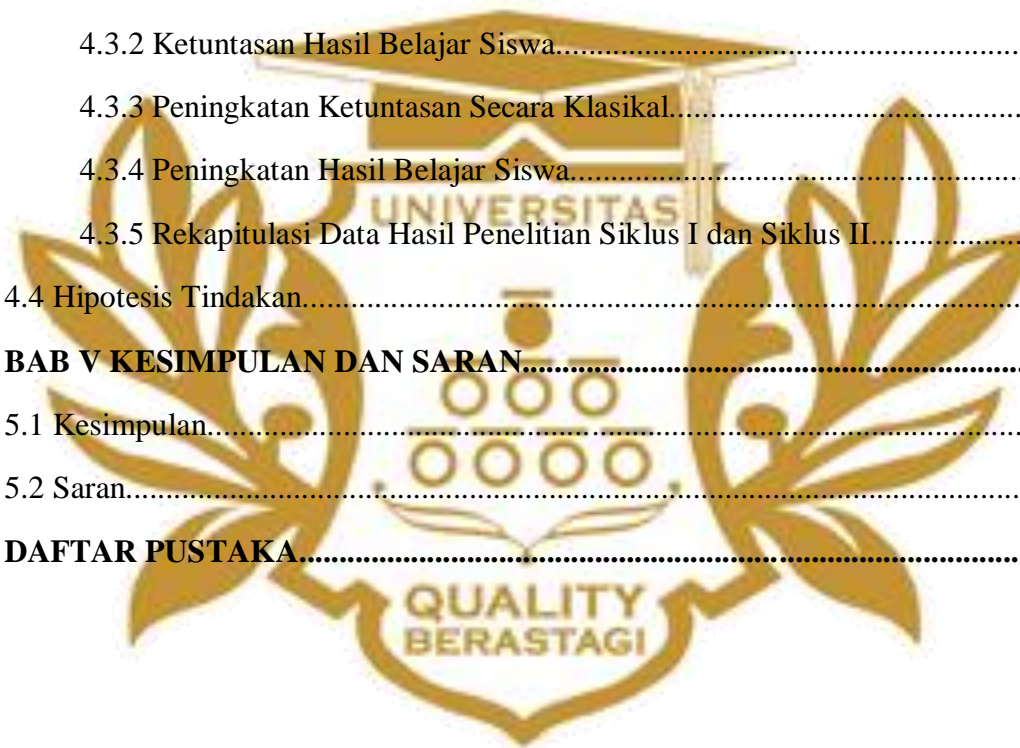 4.3.2 Ketuntasan Hasil Belajar Siswa..........................................................
4.3.3 Peningkatan Ketuntasan Secara Klasikal............................................
4.3.4 Peningkatan Hasil Belajar Siswa........................................................
UNIVERSITAS
4.3.5 Rekapitulasi Data Hasil Penelitian Siklus I dan Siklus II...................
4.4 Hipotesis Tindakan.................................................................................
BAB V KESIMPULAN DAN SARAN................................................................
5.1 Kesimpulan.............................................................................................
5.2 Saran.......................................................................................................
DAFTAR PUSTAKA.........................................................................................
QUALITY
BERASTAGI